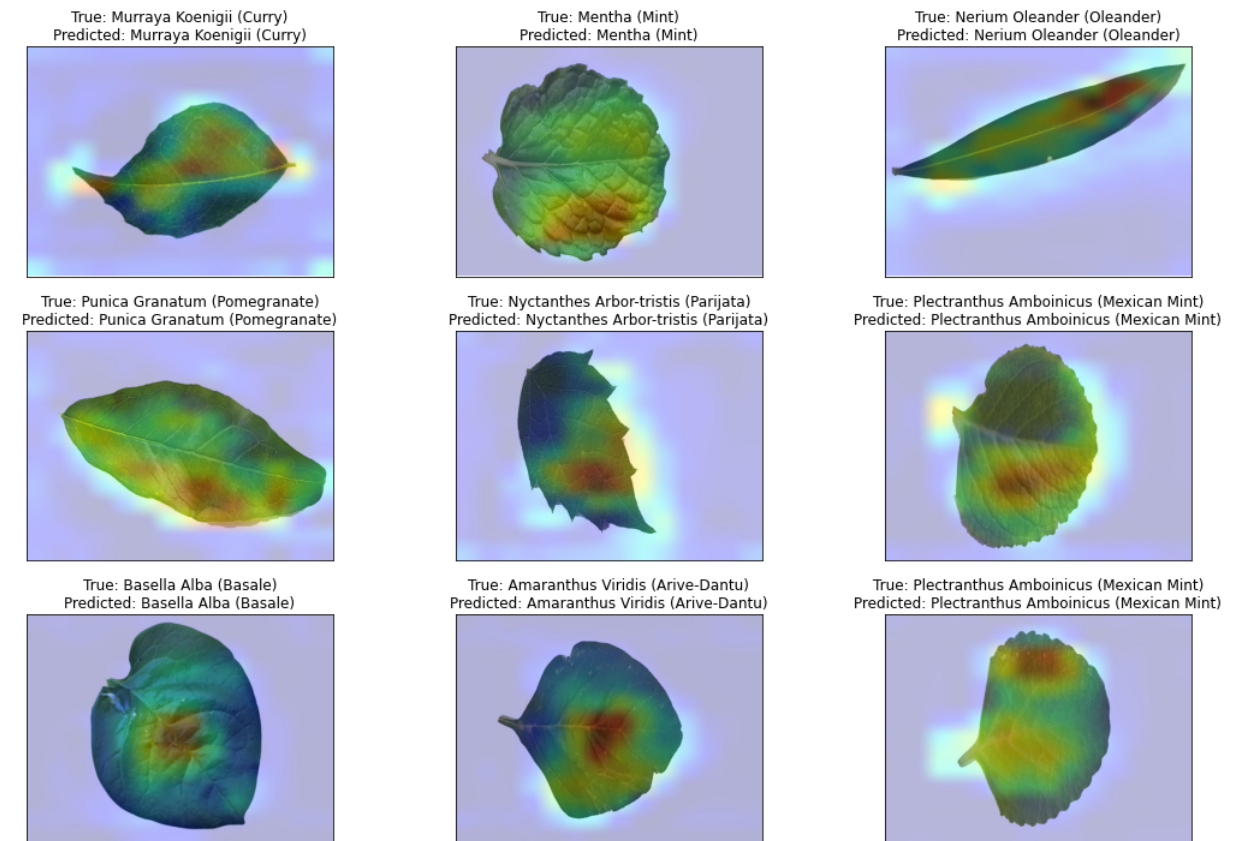 True: Murraya Koenigii (Curry)
Predicted: Murraya Koenigii (Curry)
True: Mentha (Mint)
Predicted: Mentha (Mint)
True: Nerium Oleander (Oleander)
Predicted: Nerium Oleander (Oleander)
True: Punica Granatum (Pomegranate)
Predicted: Punica Granatum (Pomegranate)
True: Nyctanthes Arbor-tristis (Parijata)
Predicted: Nyctanthes Arbor-tristis (Parijata)
True: Plectranthus Amboinicus (Mexican Mint)
Predicted: Plectranthus Amboinicus (Mexican Mint)
True: Basella Alba (Basale)
Predicted: Basella Alba (Basale)
True: Amaranthus Viridis (Arive-Dantu)
Predicted: Amaranthus Viridis (Arive-Dantu)
True: Plectranthus Amboinicus (Mexican Mint)
Predicted: Plectranthus Amboinicus (Mexican Mint)